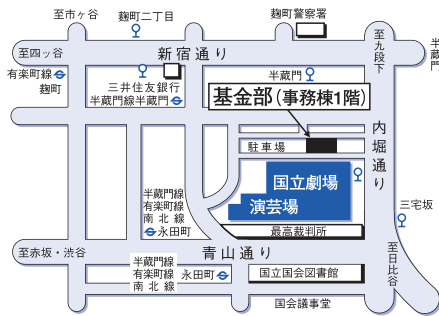 至市ヶ谷
麹町二丁目
麹町警察署
至九段下
至四ッ谷
新宿通り
半蔵門
有楽町線
麹町
三井住友銀行
半蔵門線半蔵門
半蔵門
基金部(事務棟1階)
内堀通り
駐車場
国立劇場
演芸場
半蔵門線
有楽町線
南北線
永田町
三宅坂
最高裁判所
青山通り
至赤坂・渋谷
至日比谷
半蔵門線
有楽町線
南北線
永田町
国立国会図書館
国会議事堂